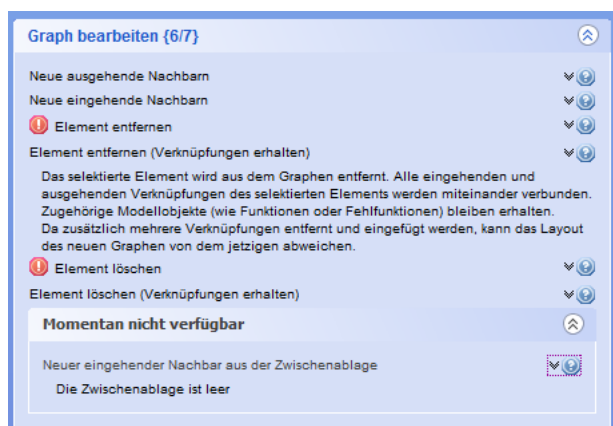 Graph bearbeiten {6/7}
Neue ausgehende Nachbarn
Neue eingehende Nachbarn
Element entfernen
Element entfernen (Verknüpfungen erhalten)
Das selektierte Element wird aus dem Graphen entfernt. Alle eingehenden und
ausgehenden Verknüpfungen des selektierten Elements werden miteinander verbunden.
Zugehörige Modellobjekte (wie Funktionen oder Fehlfunktionen) bleiben erhalten.
Da zusätzlich mehrere Verknüpfungen entfernt und eingefügt werden, kann das Layout
des neuen Graphen von dem jetzigen abweichen.
Element löschen
Element löschen (Verknüpfungen erhalten)
Momentan nicht verfügbar
Neuer eingehender Nachbar aus der Zwischenablage
Die Zwischenablage ist leer